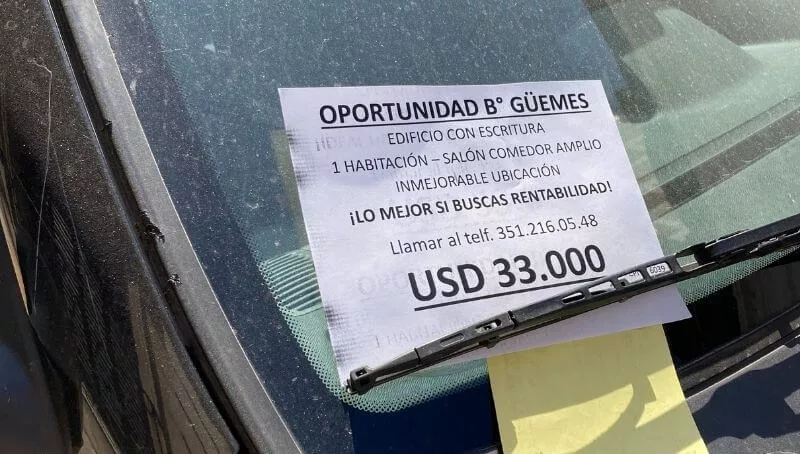 OPORTUNIDAD B° GÜEMES
EDIFICIO CON ESCRITURA
1 HABITACIÓN – SALÓN COMEDOR AMPLIO
INMEJORABLE UBICACIÓN
¡LO MEJOR SI BUSCAS RENTABILIDAD!
Llamar al telf. 351.216.05.48
USD 33.000